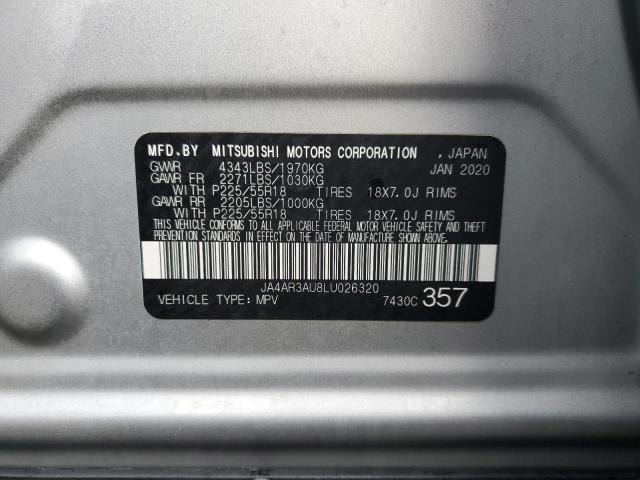 MFD.BY MITSUBISHI MOTORS CORPORATION , JAPAN
GVWR 4343LBS/1970KG JAN 2020
GAWR FR 2271LBS/1030KG
WITH P225/55R18 TIRES 18X7.0J RIMS
GAWR RR 2205LBS/1000KG
WITH P225/55R18 TIRES 18X7.0J RIMS
THIS VEHICLE CONFORMS TO ALL APPLICABLE FEDERAL MOTOR VEHICLE SAFETY AND THEFT
PREVENTION STANDARDS IN EFFECT ON THE DATE OF MANUFACTURE SHOWN ABOVE.
JA4AR3AU8LU026320
VEHICLE TYPE: MPV 7430C 357